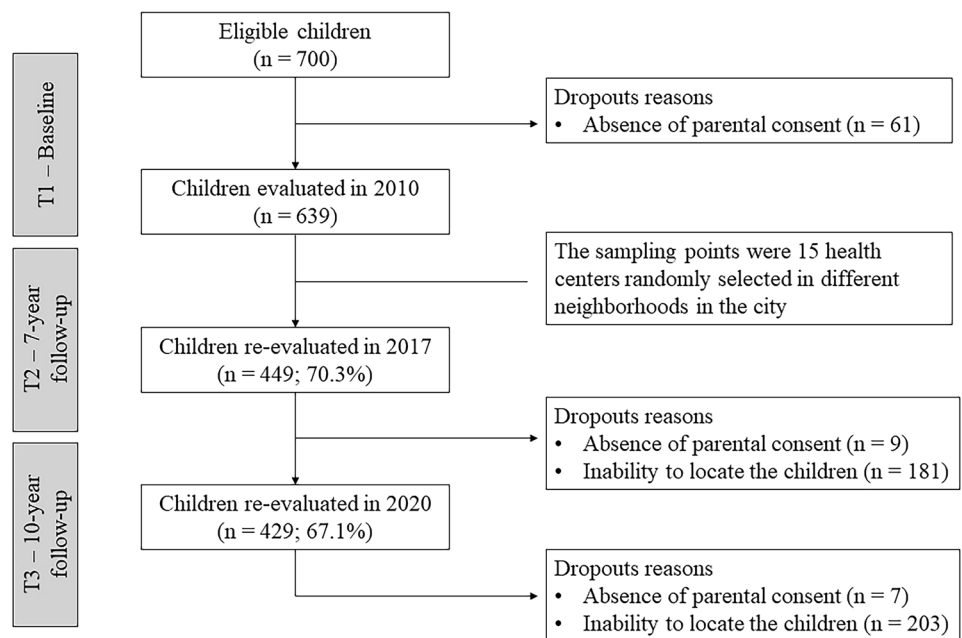 Eligible children
(n = 700)
T1 – Baseline
Dropouts reasons
• Absence of parental consent (n = 61)
Children evaluated in 2010
(n = 639)
The sampling points were 15 health
centers randomly selected in different
neighborhoods in the city
T2 – 7-year
follow-up
Children re-evaluated in 2017
(n = 449; 70.3%)
Dropouts reasons
• Absence of parental consent (n = 9)
• Inability to locate the children (n = 181)
T3 – 10-year
follow-up
Children re-evaluated in 2020
(n = 429; 67.1%)
Dropouts reasons
• Absence of parental consent (n = 7)
• Inability to locate the children (n = 203)